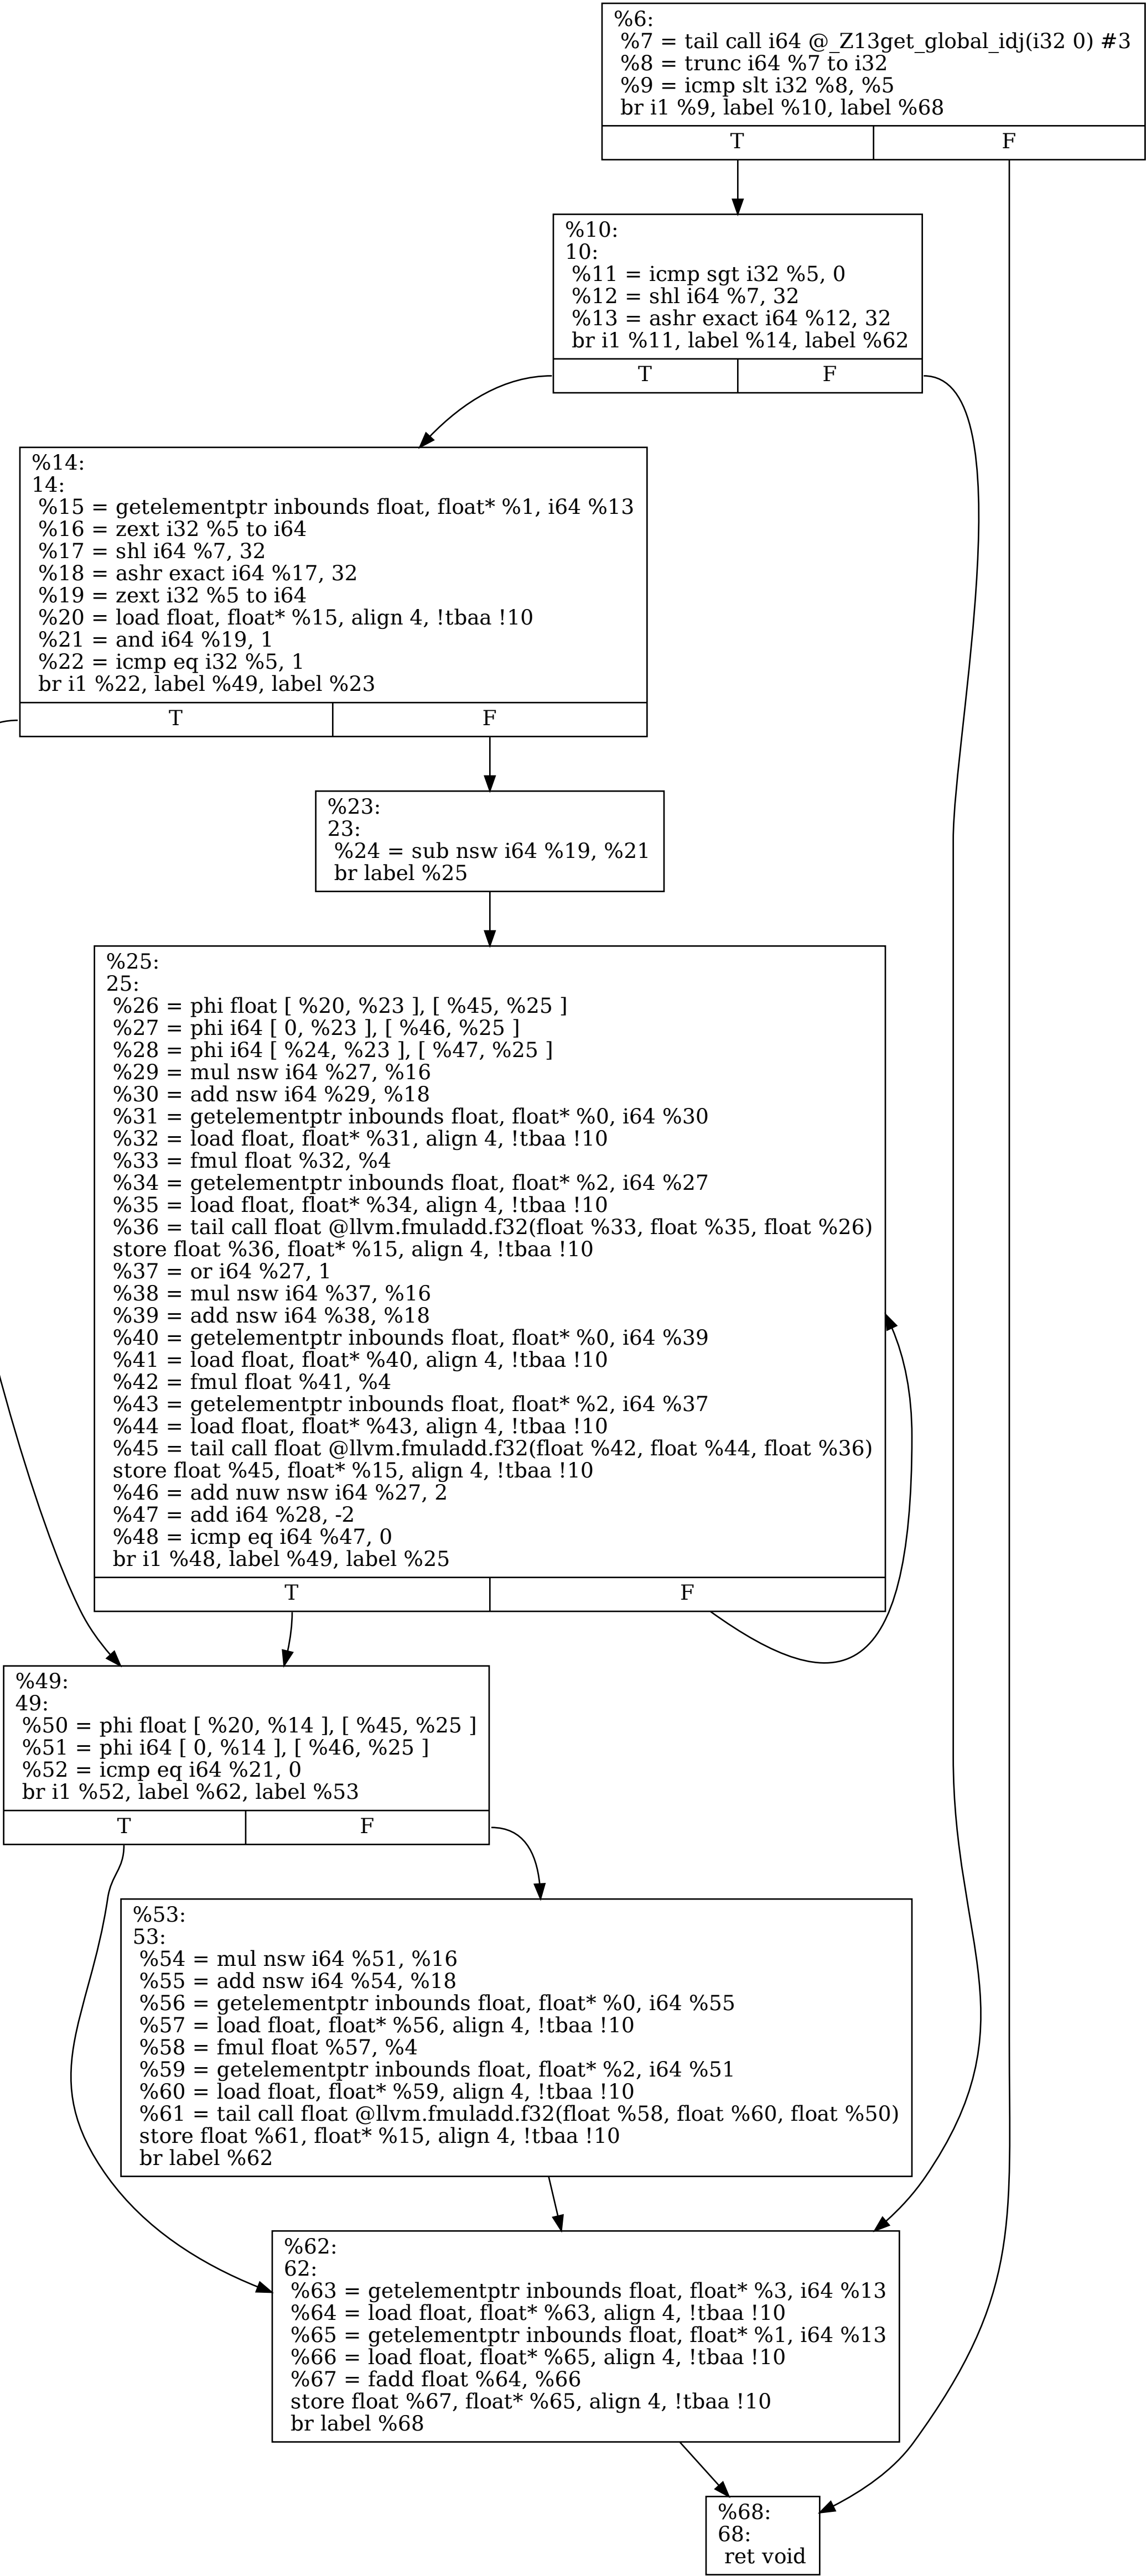 %6:
%7 = tail call i64 @_Z13get_global_idj(i32 0) #3
%8 = trunc i64 %7 to i32
%9 = icmp slt i32 %8, %5
br i1 %9, label %10, label %68
T F
%10:
10:
%11 = icmp sgt i32 %5, 0
%12 = shl i64 %7, 32
%13 = ashr exact i64 %12, 32
br i1 %11, label %14, label %62
T F
%14:
14:
%15 = getelementptr inbounds float, float* %1, i64 %13
%16 = zext i32 %5 to i64
%17 = shl i64 %7, 32
%18 = ashr exact i64 %17, 32
%19 = zext i32 %5 to i64
%20 = load float, float* %15, align 4, !tbaa !10
%21 = and i64 %19, 1
%22 = icmp eq i32 %5, 1
br i1 %22, label %49, label %23
T F
%23:
23:
%24 = sub nsw i64 %19, %21
br label %25
%25:
25:
%26 = phi float [ %20, %23 ], [ %45, %25 ]
%27 = phi i64 [ 0, %23 ], [ %46, %25 ]
%28 = phi i64 [ %24, %23 ], [ %47, %25 ]
%29 = mul nsw i64 %27, %16
%30 = add nsw i64 %29, %18
%31 = getelementptr inbounds float, float* %0, i64 %30
%32 = load float, float* %31, align 4, !tbaa !10
%33 = fmul float %32, %4
%34 = getelementptr inbounds float, float* %2, i64 %27
%35 = load float, float* %34, align 4, !tbaa !10
%36 = tail call float @llvm.fmuladd.f32(float %33, float %35, float %26)
store float %36, float* %15, align 4, !tbaa !10
%37 = or i64 %27, 1
%38 = mul nsw i64 %37, %16
%39 = add nsw i64 %38, %18
%40 = getelementptr inbounds float, float* %0, i64 %39
%41 = load float, float* %40, align 4, !tbaa !10
%42 = fmul float %41, %4
%43 = getelementptr inbounds float, float* %2, i64 %37
%44 = load float, float* %43, align 4, !tbaa !10
%45 = tail call float @llvm.fmuladd.f32(float %42, float %44, float %36)
store float %45, float* %15, align 4, !tbaa !10
%46 = add nuw nsw i64 %27, 2
%47 = add i64 %28, -2
%48 = icmp eq i64 %47, 0
br i1 %48, label %49, label %25
T F
%49:
49:
%50 = phi float [ %20, %14 ], [ %45, %25 ]
%51 = phi i64 [ 0, %14 ], [ %46, %25 ]
%52 = icmp eq i64 %21, 0
br i1 %52, label %62, label %53
T F
%53:
53:
%54 = mul nsw i64 %51, %16
%55 = add nsw i64 %54, %18
%56 = getelementptr inbounds float, float* %0, i64 %55
%57 = load float, float* %56, align 4, !tbaa !10
%58 = fmul float %57, %4
%59 = getelementptr inbounds float, float* %2, i64 %51
%60 = load float, float* %59, align 4, !tbaa !10
%61 = tail call float @llvm.fmuladd.f32(float %58, float %60, float %50)
store float %61, float* %15, align 4, !tbaa !10
br label %62
%62:
62:
%63 = getelementptr inbounds float, float* %3, i64 %13
%64 = load float, float* %63, align 4, !tbaa !10
%65 = getelementptr inbounds float, float* %1, i64 %13
%66 = load float, float* %65, align 4, !tbaa !10
%67 = fadd float %64, %66
store float %67, float* %65, align 4, !tbaa !10
br label %68
%68:
68:
ret void